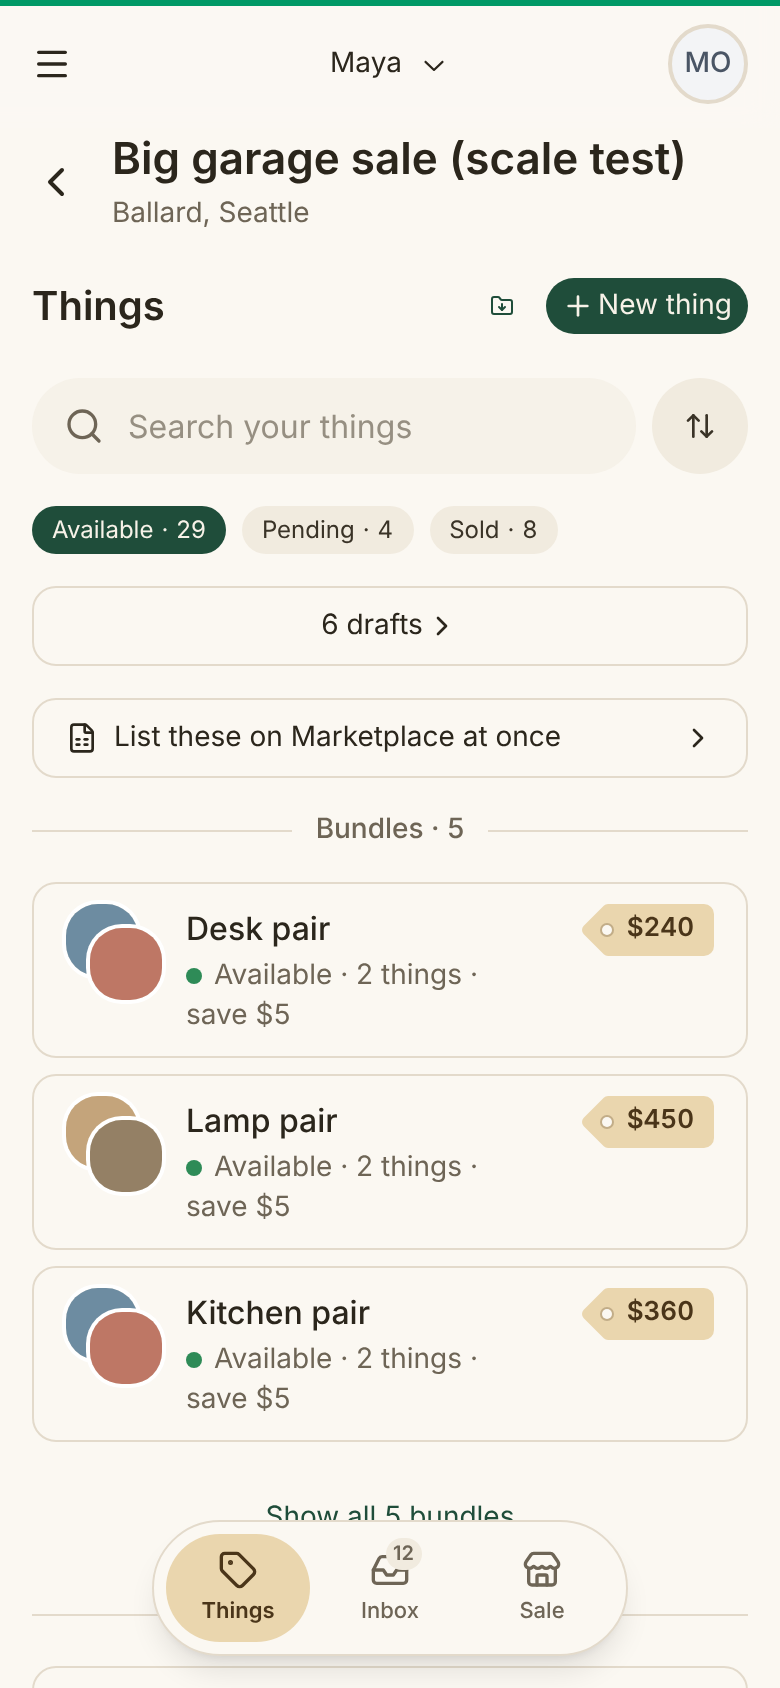 Maya
MO
Big garage sale (scale test)
Ballard, Seattle
Things
New thing
Search your things
Available · 29
Pending · 4
Sold · 8
6 drafts
List these on Marketplace at once
Bundles · 5
Desk pair
$240
Available · 2 things ·
save $5
Lamp pair
$450
Available · 2 things ·
save $5
Kitchen pair
$360
Available · 2 things ·
save $5
Show all 5 bundles
12
Things
Inbox
Sale